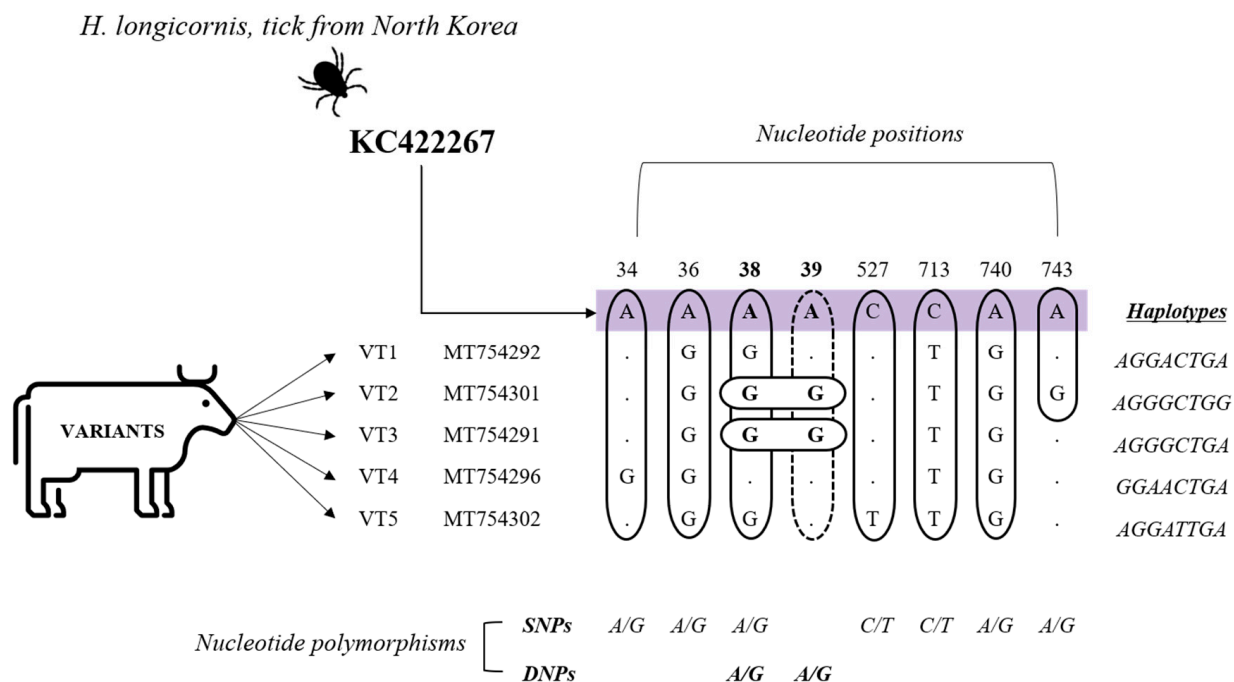 H. longicornis, tick from North Korea
KC422267
Nucleotide positions
34 36 38 39 527 713 740 743
A A A A C C A A Haplotypes
VT1 MT754292 . G G . . T G . AGGACTGA
VT2 MT754301 . G G G . T G G AGGGCTGG
VT3 MT754291 . G G G . T G . AGGGCTGA
VT4 MT754296 G G . . . T G . GGAACTGA
VT5 MT754302 . G G . T T G . AGGATTGA
VARIANTS
Nucleotide polymorphisms
SNPs A/G A/G A/G C/T C/T A/G A/G
DNPs A/G A/G